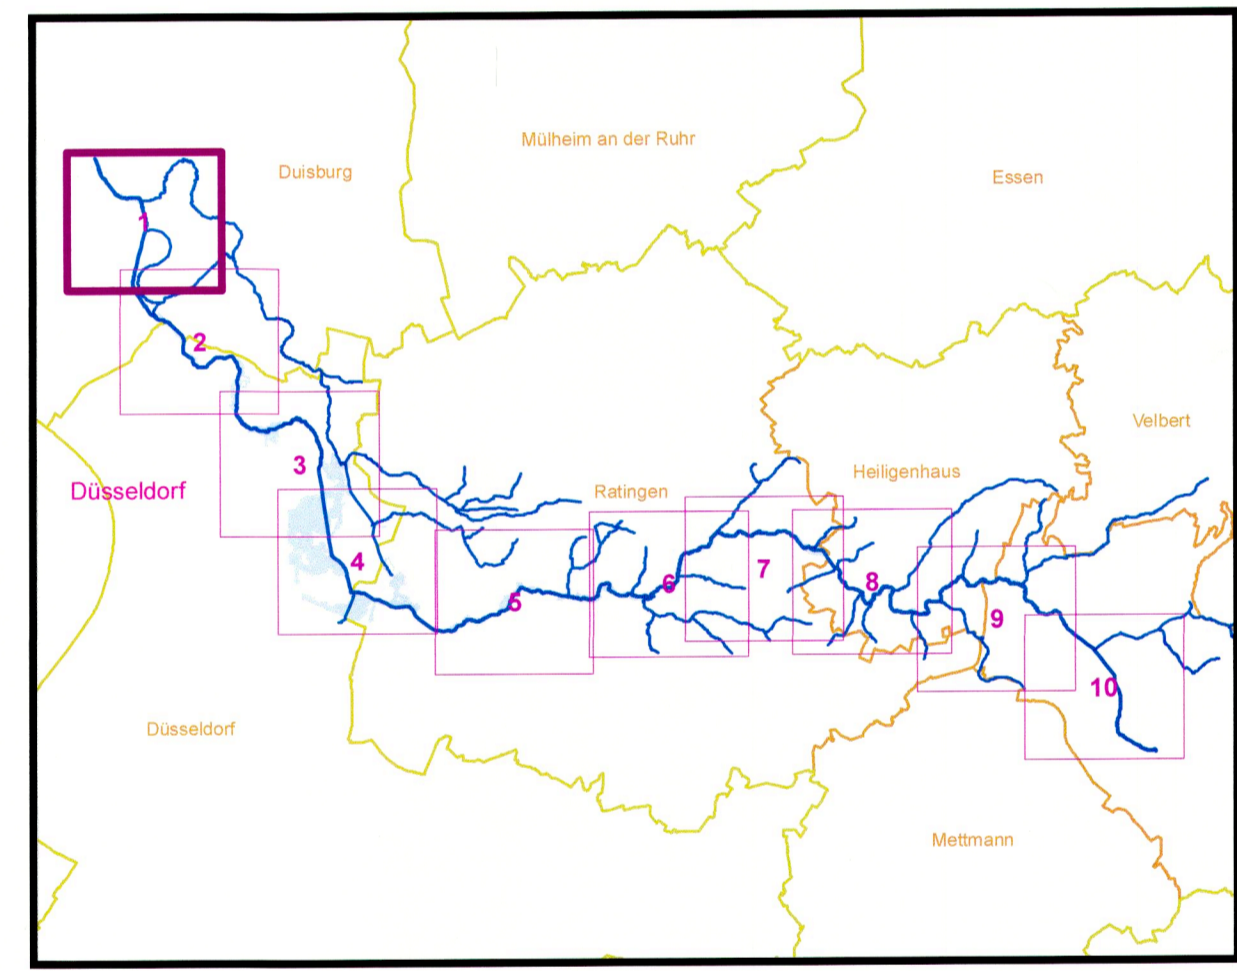 Mülheim an der Ruhr
Duisburg
Essen
1
2
Velbert
3
Heiligenhaus
Düsseldorf
Ratingen
4
7
8
6
5
9
10
Düsseldorf
Mettmann